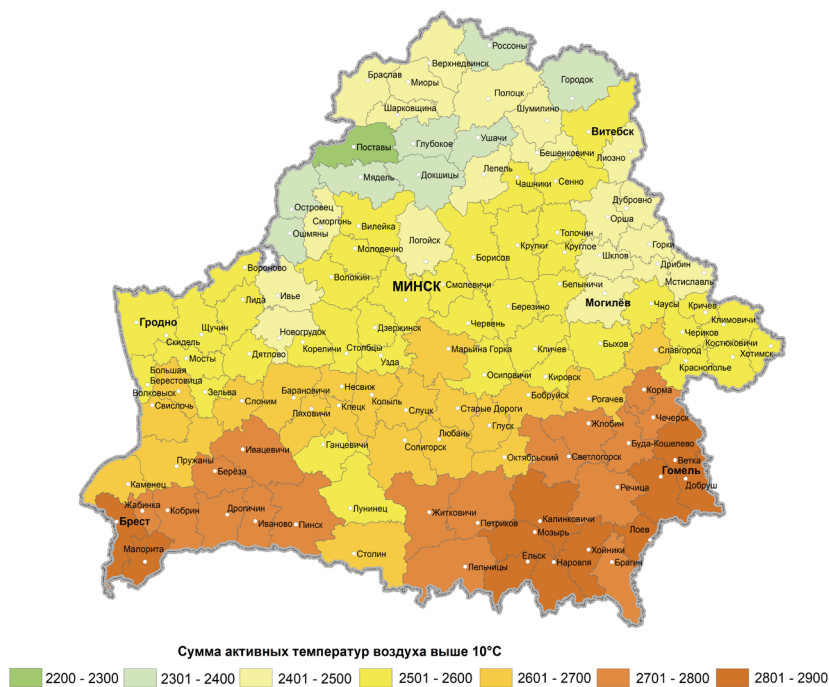 Россоны
Верхнедвинск
Браслав
Миоры
Городок
Полоцк
Шарковщина
Шумилино
Витебск
Поставы
Глубокое
Ушачи
Бешенковичи
Лиозно
Лепель
Мядель
Докшицы
Чашники
Сенно
Дубровно
Островец
Сморгонь
Орша
Вилейка
Ошмяны
Логойск
Толочин
Молодечно
Крупки
Круглое
Горки
Борисов
Шклов
Дрибин
Вороново
Воложин
МИНСК
Смолевичи
Белыничи
Мстиславль
Лида
Ивье
Могилёв
Чаусы
Кричев
Березино
Гродно
Климовичи
Щучин
Дзержинск
Червень
Новогрудок
Чериков
Скидель
Кореличи
Столбцы
Марьина Горка
Кличев
Быхов
Славгород
Костюковичи
Мосты
Дятлово
Узда
Хотимск
Большая
Берестовица
Осиповичи
Кировск
Краснополье
Волковыск
Зельва
Барановичи
Несвиж
Бобруйск
Корма
Свислочь
Слоним
Копыль
Рогачев
Ляховичи
Клецк
Слуцк
Старые Дороги
Чечерск
Глуск
Жлобин
Ганцевичи
Любань
Буда-Кошелево
Ивацевичи
Солигорск
Октябрьский
Светлогорск
Ветка
Пружаны
Берёза
Гомель
Каменец
Речица
Добруш
Жабинка
Кобрин
Дрогичин
Лунинец
Житковичи
Брест
Иваново
Пинск
Петриков
Калинковичи
Мозырь
Лоев
Малорита
Столин
Ельск
Хойники
Лельчицы
Наровля
Брагин
Сумма активных температур воздуха выше 10°С
2200 - 2300
2301 - 2400
2401 - 2500
2501 - 2600
2601 - 2700
2701 - 2800
2801 - 2900